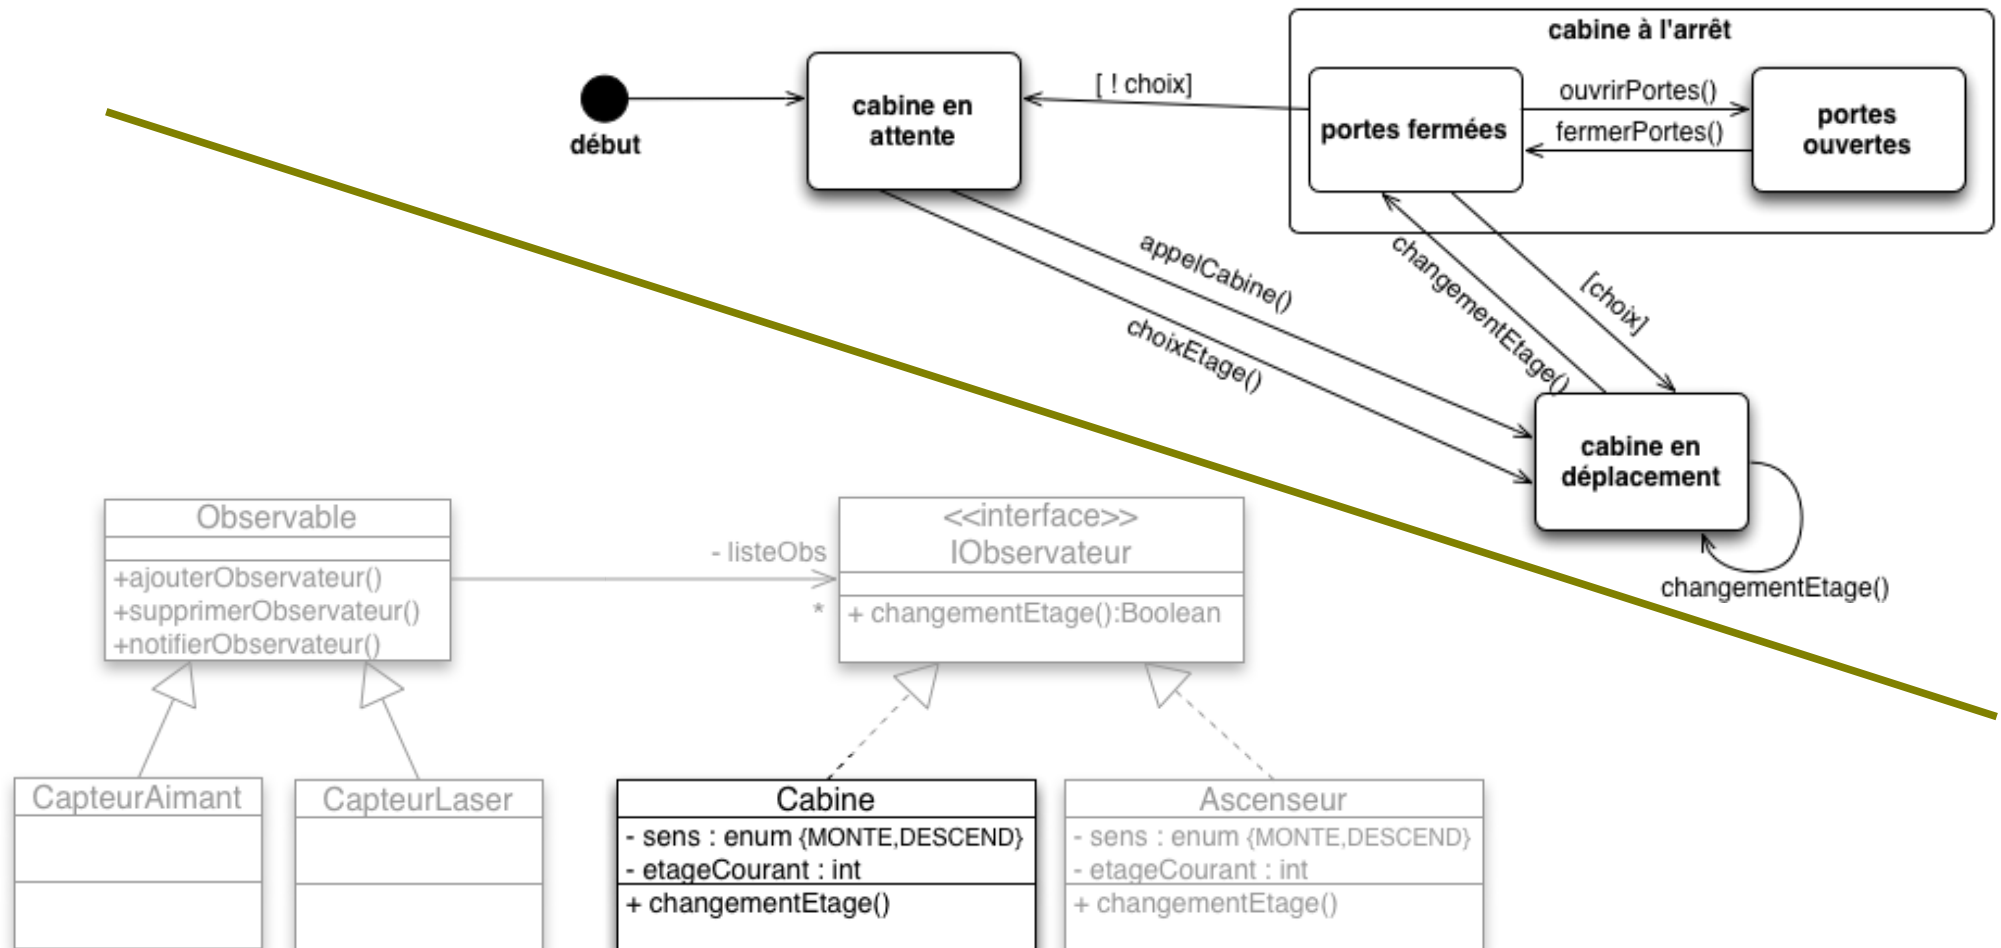 cabine à l'arrêt
début
cabine en
attente
[ ! choix]
portes fermées
ouvrirPortes()
fermerPortes()
portes
ouvertes
appelCabine()
choixEtage()
changementEtage()
[choix]
cabine en
déplacement
changementEtage()
Observable
+ajouterObservateur()
+supprimerObservateur()
+notifierObservateur()
- listeObs
*
<<interface>>
IObservateur
+ changementEtage():Boolean
CapteurAimant
CapteurLaser
Cabine
- sens : enum {MONTE,DESCEND}
- etageCourant : int
+ changementEtage()
Ascenseur
- sens : enum {MONTE,DESCEND}
- etageCourant : int
+ changementEtage()